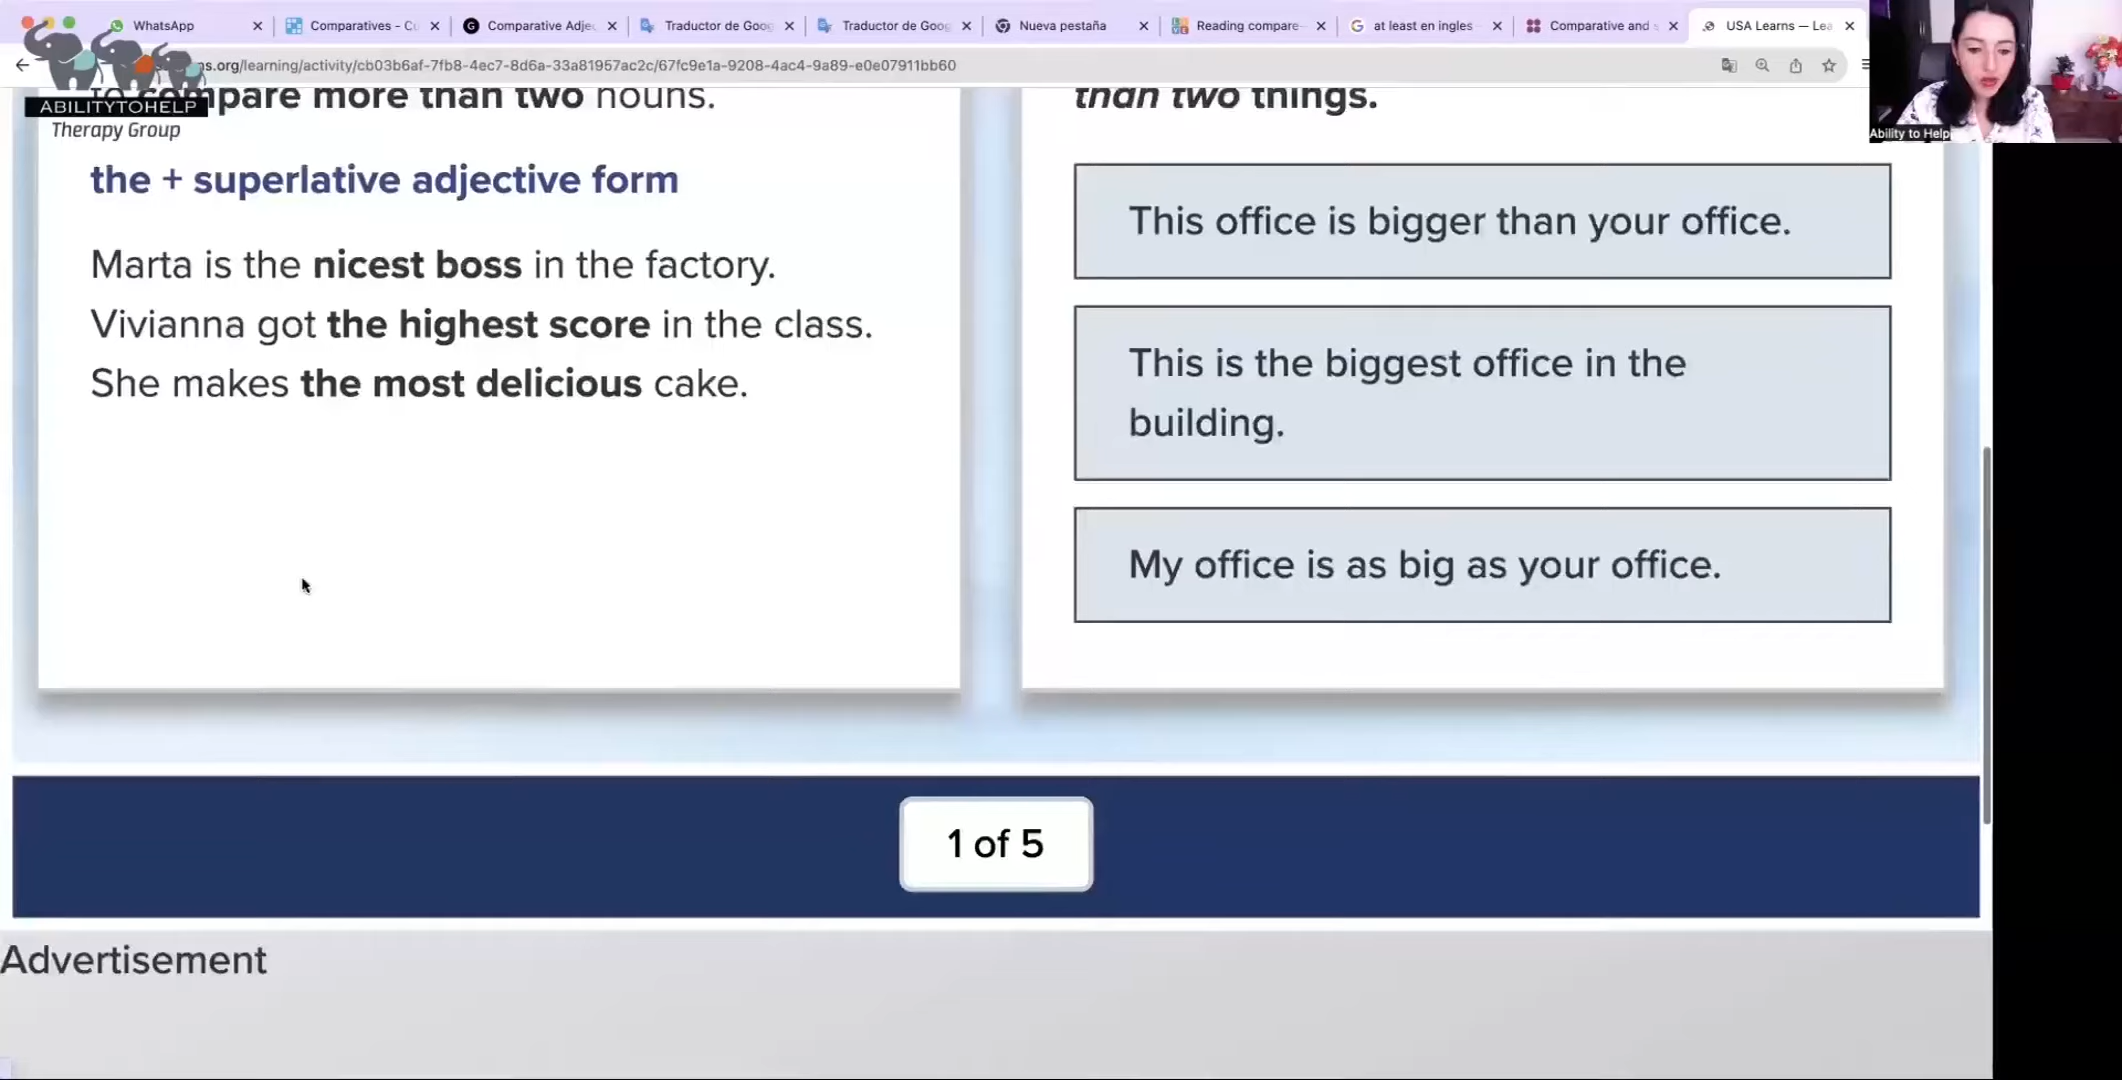 WhatsApp
Comparatives - Cu
Comparative Adjec
Traductor de Goog
Traductor de Goog
Nueva pestaña
Reading compare
at least en ingles
Comparative and s
USA Learns — Lea
ns.org/learning/activity/cb03b6af-7fb8-4ec7-8d6a-33a81957ac2c/67fc9e1a-9208-4ac4-9a89-e0e07911bb60
ABILITYTOHELP
Therapy Group
Ability to Help
to compare more than two nouns.
the + superlative adjective form
Marta is the nicest boss in the factory.
Vivianna got the highest score in the class.
She makes the most delicious cake.
than two things.
This office is bigger than your office.
This is the biggest office in the
building.
My office is as big as your office.
1 of 5
Advertisement